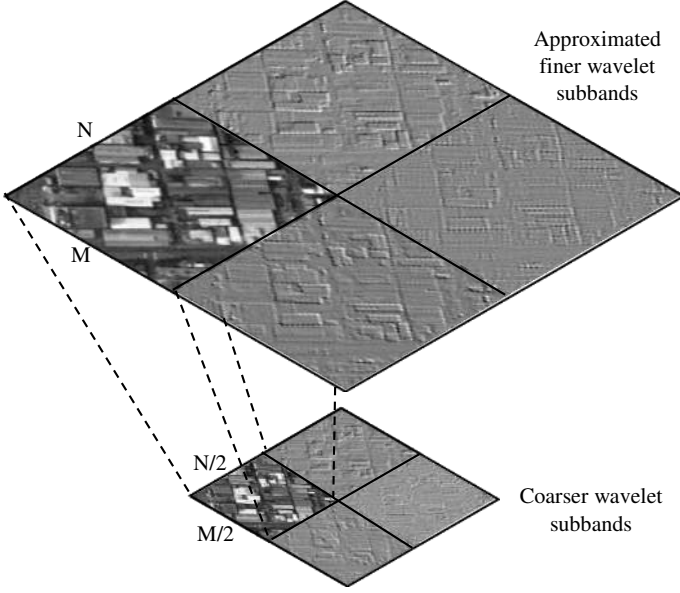 Approximated
finer wavelet
subbands
N
M
N/2
M/2
Coarser wavelet
subbands